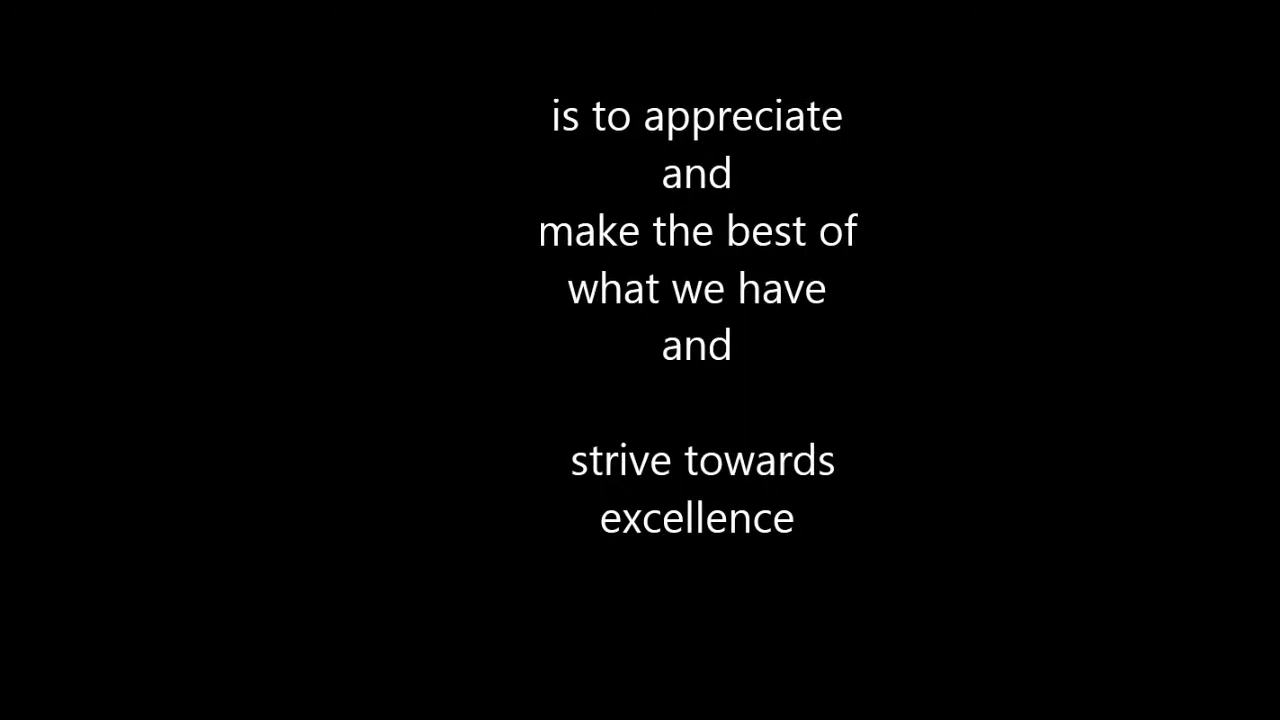 is to appreciate
and
make the best of
what we have
and
strive towards
excellence